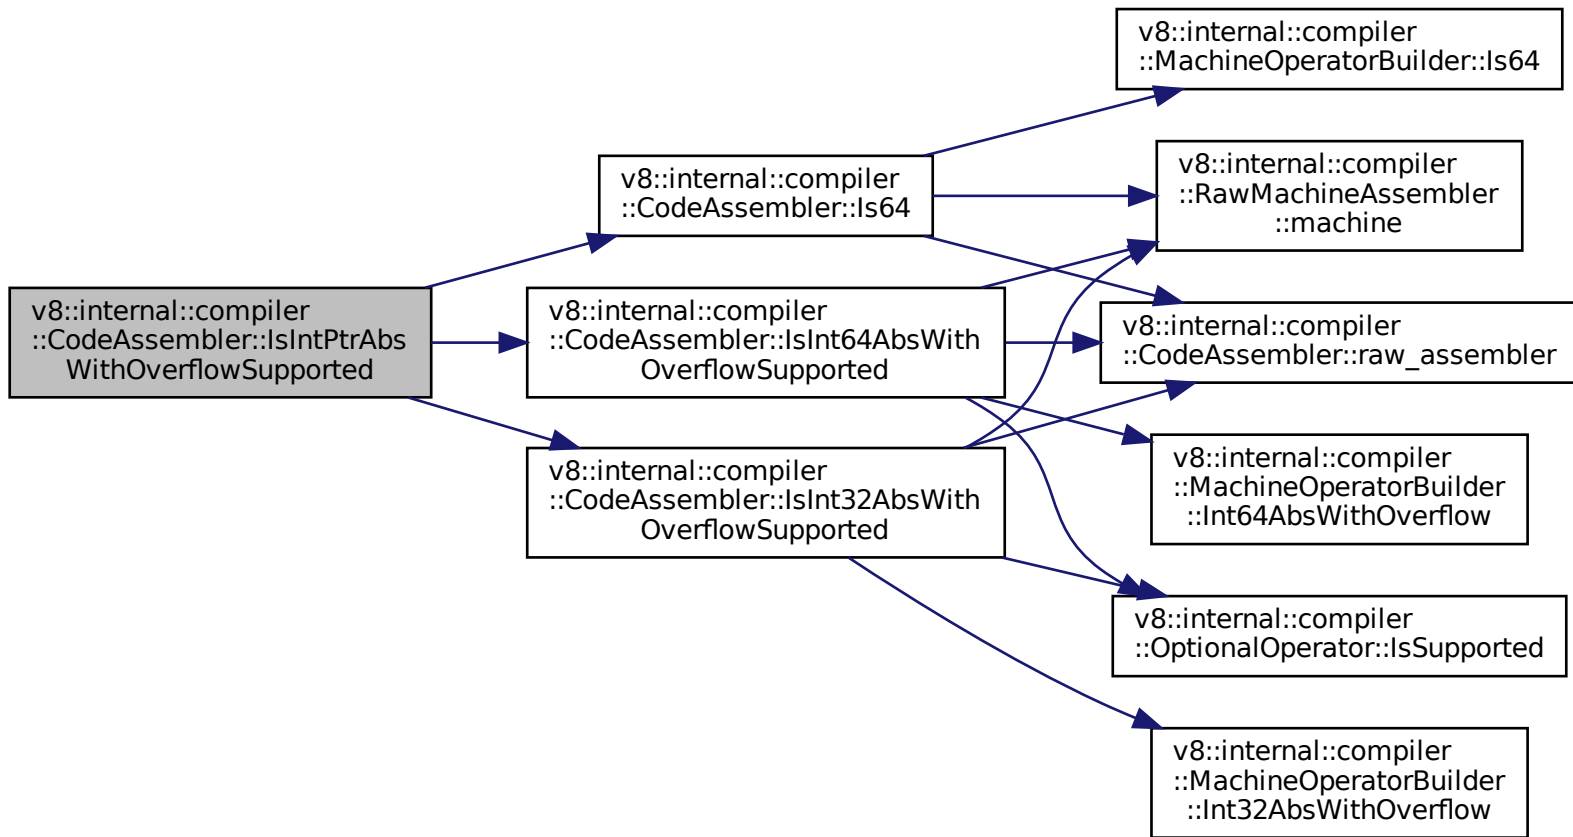 v8::internal::compiler
::CodeAssembler::IsIntPtrAbs
WithOverflowSupported
v8::internal::compiler
::CodeAssembler::Is64
v8::internal::compiler
::MachineOperatorBuilder::Is64
v8::internal::compiler
::RawMachineAssembler
::machine
v8::internal::compiler
::CodeAssembler::raw_assembler
v8::internal::compiler
::CodeAssembler::IsInt64AbsWith
OverflowSupported
v8::internal::compiler
::MachineOperatorBuilder
::Int64AbsWithOverflow
v8::internal::compiler
::OptionalOperator::IsSupported
v8::internal::compiler
::CodeAssembler::IsInt32AbsWith
OverflowSupported
v8::internal::compiler
::MachineOperatorBuilder
::Int32AbsWithOverflow